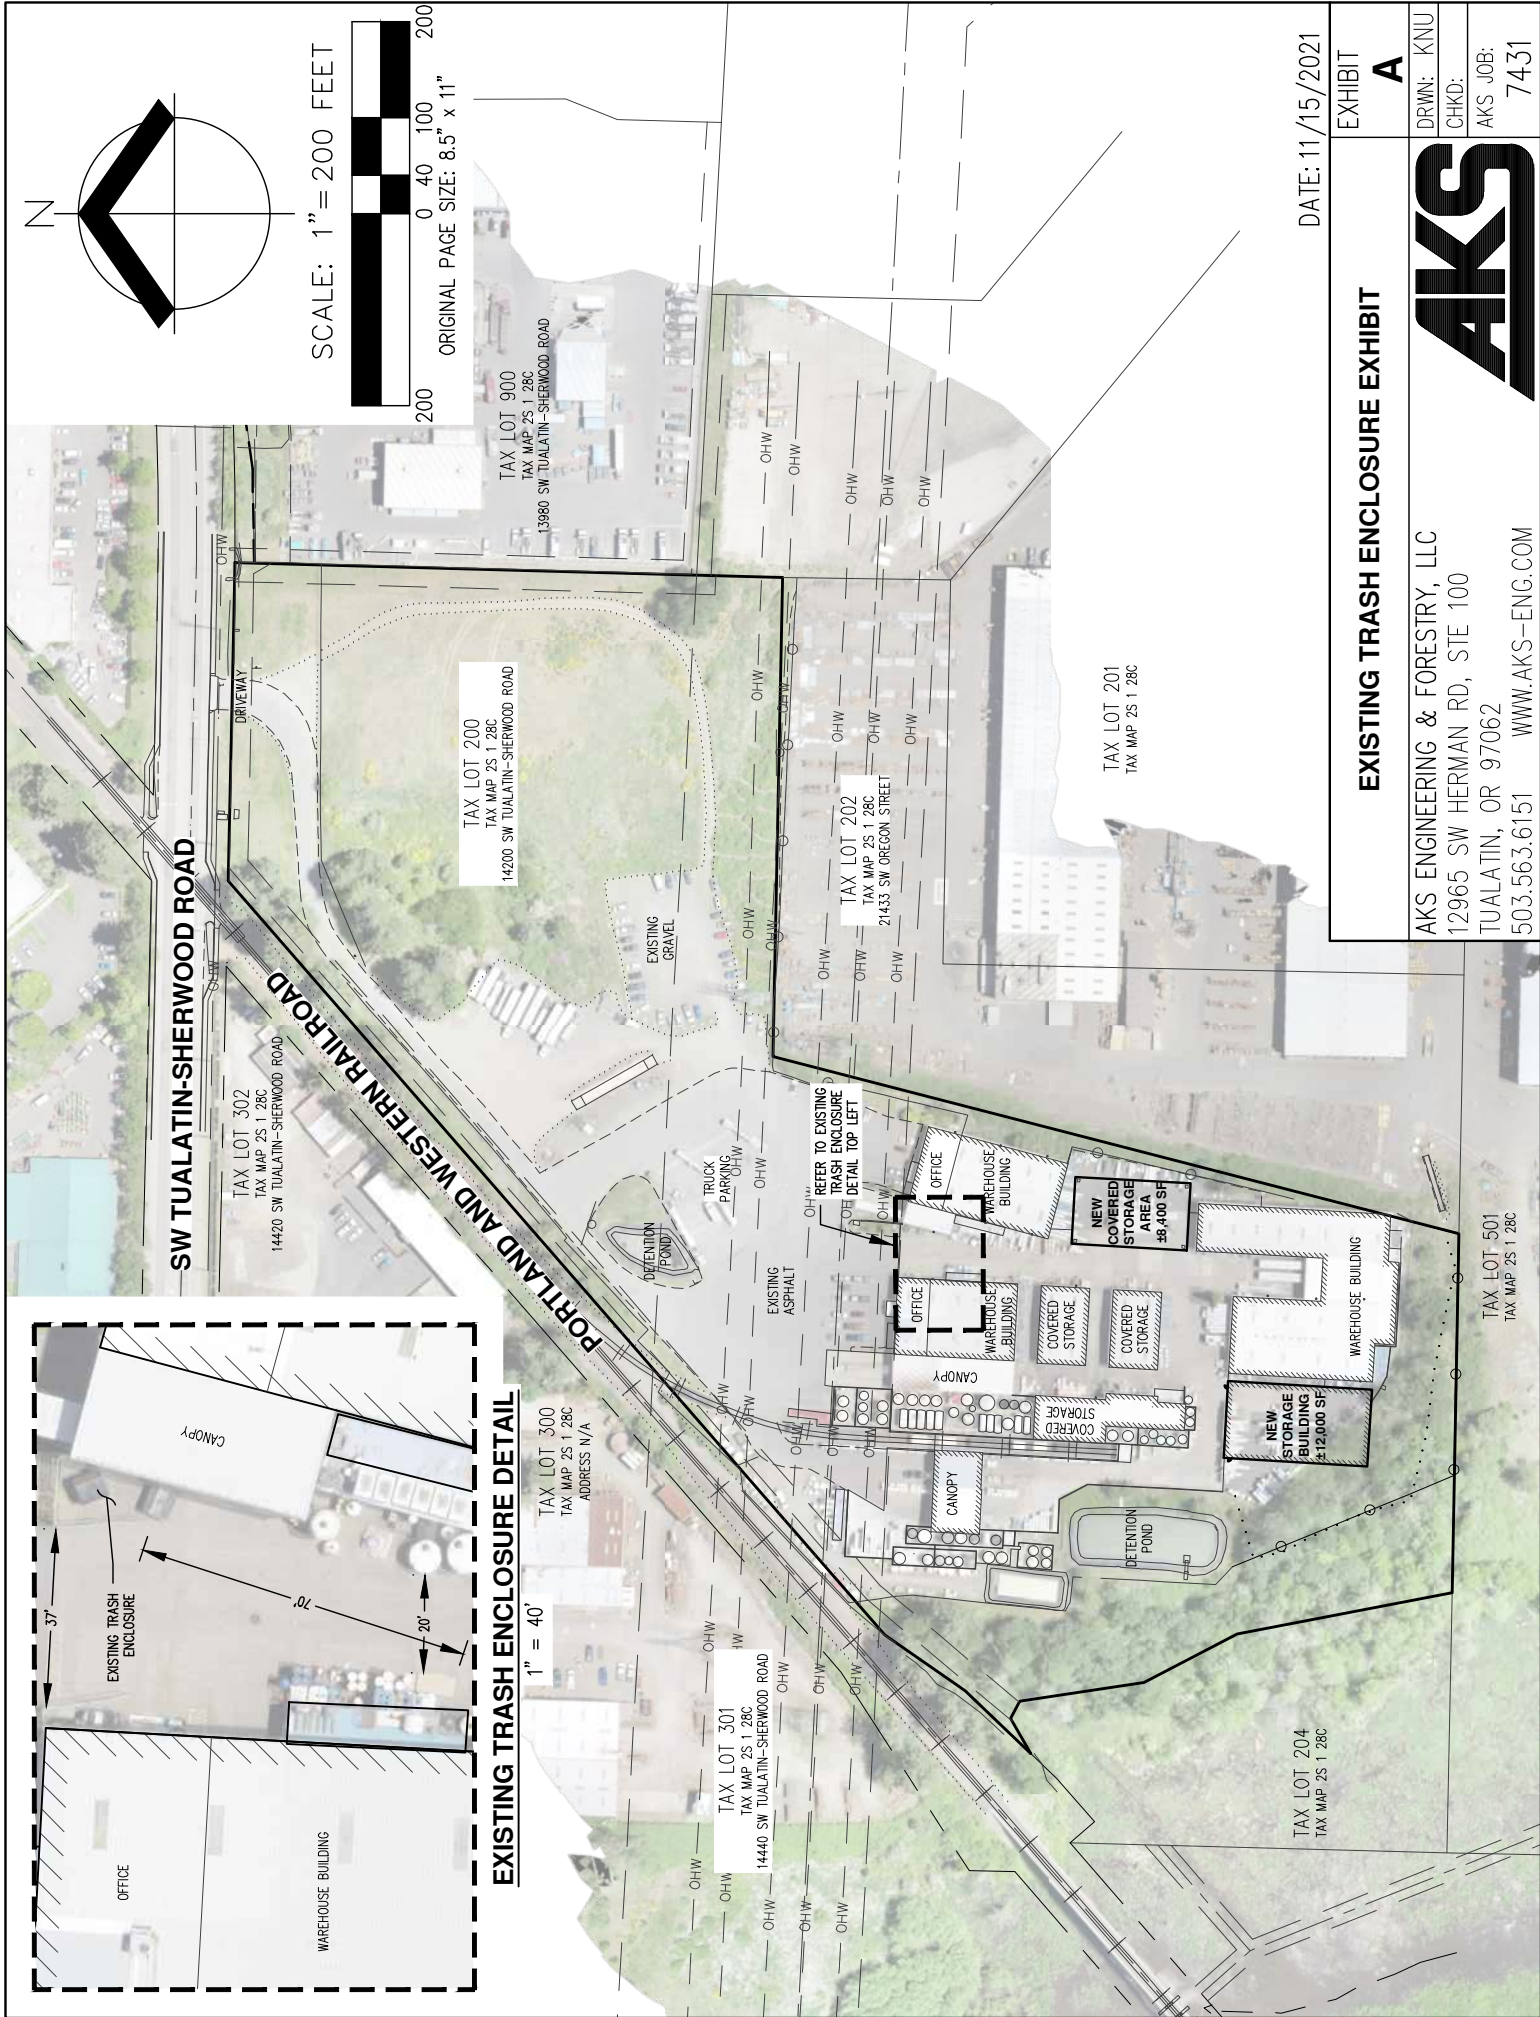 N
SCALE: 1"= 200 FEET
200 0 40 100 200
ORIGINAL PAGE SIZE: 8.5" x 11"
CANOPY
37'
EXISTING TRASH
ENCLOSURE
70'
20'
OFFICE
WAREHOUSE BUILDING
EXISTING TRASH ENCLOSURE DETAIL
1" = 40'
SW TUALATIN-SHERWOOD ROAD
PORTLAND AND WESTERN RAILROAD
TAX LOT 302
TAX MAP 2S 1 28C
14420 SW TUALATIN-SHERWOOD ROAD
TAX LOT 900
TAX MAP 2S 1 28C
13980 SW TUALATIN-SHERWOOD ROAD
DRIVEWAY
OHW
OHW
TAX LOT 200
TAX MAP 2S 1 28C
14200 SW TUALATIN-SHERWOOD ROAD
TAX LOT 300
TAX MAP 2S 1 28C
ADDRESS N/A
TAX LOT 301
TAX MAP 2S 1 28C
14440 SW TUALATIN-SHERWOOD ROAD
EXISTING
GRAVEL
TRUCK
PARKING
DETENTION
POND
EXISTING
ASPHALT
TAX LOT 202
TAX MAP 2S 1 28C
21433 SW OREGON STREET
TAX LOT 201
TAX MAP 2S 1 28C
REFER TO EXISTING
TRASH ENCLOSURE
DETAIL TOP LEFT
OFFICE
WAREHOUSE
BUILDING
OFFICE
WAREHOUSE
BUILDING
CANOPY
COVERED
STORAGE
COVERED
STORAGE
COVERED
STORAGE
CANOPY
DETENTION
POND
NEW
COVERED
STORAGE
AREA
±8,400 SF
WAREHOUSE BUILDING
NEW
STORAGE
BUILDING
±12,000 SF
TAX LOT 501
TAX MAP 2S 1 28C
TAX LOT 204
TAX MAP 2S 1 28C
DATE: 11/15/2021
EXISTING TRASH ENCLOSURE EXHIBIT
EXHIBIT
A
AKS ENGINEERING & FORESTRY, LLC
12965 SW HERMAN RD, STE 100
TUALATIN, OR 97062
503.563.6151 WWW.AKS-ENG.COM
AKS
DRWN: KNU
CHKD:
AKS JOB:
7431